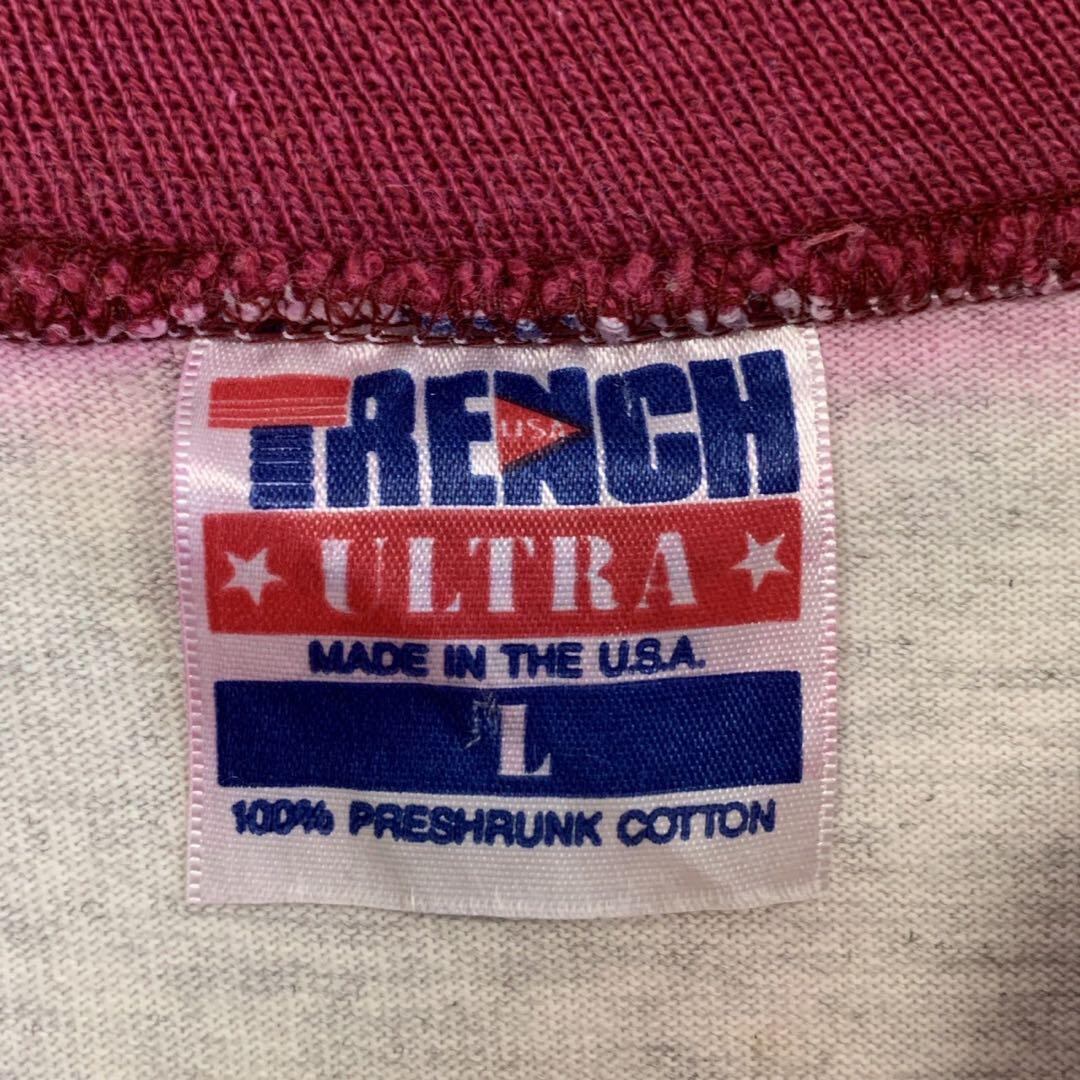 TRENCH
USA
ULTRA
MADE IN THE U.S.A.
L
100% PRESHRUNK COTTON